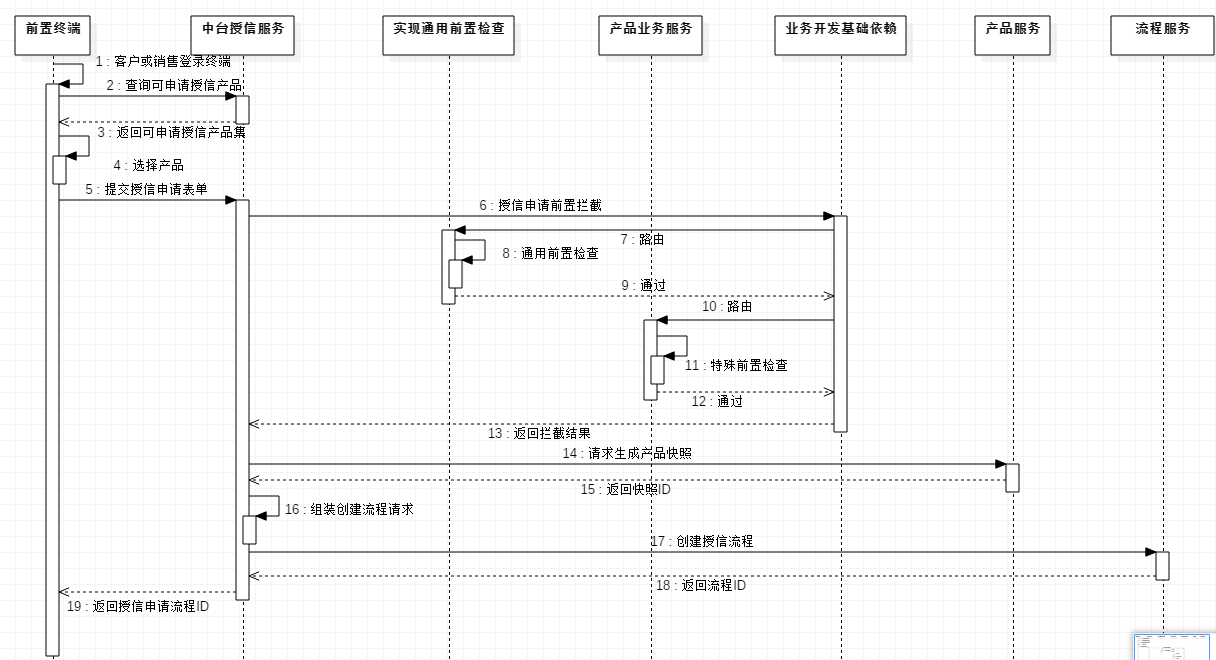 前置终端
中台授信服务
实现通用前置检查
产品业务服务
业务开发基础依赖
产品服务
流程服务
1 : 客户或销售登录终端
2 : 查询可申请授信产品
3 : 返回可申请授信产品集
4 : 选择产品
5 : 提交授信申请表单
6 : 授信申请前置拦截
7 : 路由
8 : 通用前置检查
9 : 通过
10 : 路由
11 : 特殊前置检查
12 : 通过
13 : 返回拦截结果
14 : 请求生成产品快照
15 : 返回快照ID
16 : 组装创建流程请求
17 : 创建授信流程
18 : 返回流程ID
19 : 返回授信申请流程ID